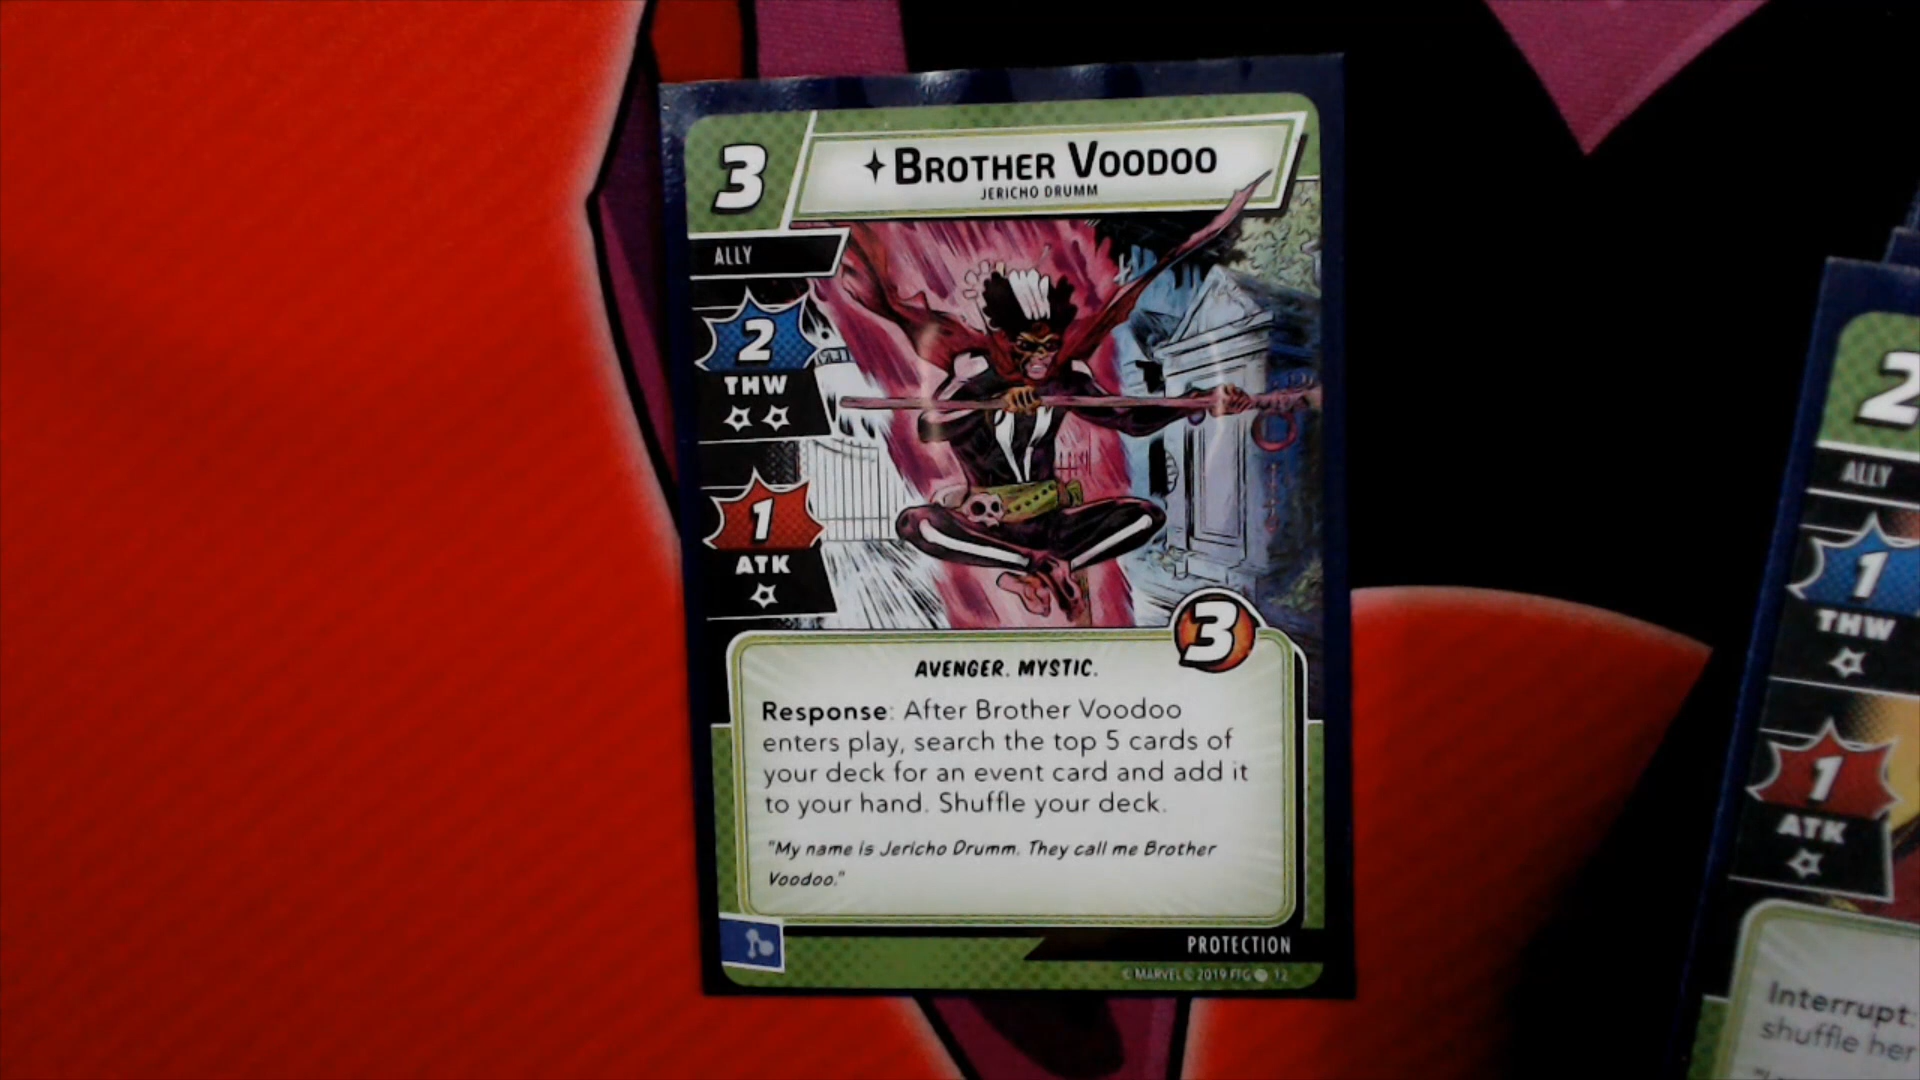 3
BROTHER VOODOO
JERICHO DRUMM
ALLY
2
THW
1
ATK
3
AVENGER. MYSTIC.
Response: After Brother Voodoo
enters play, search the top 5 cards of
your deck for an event card and add it
to your hand. Shuffle your deck.
"My name is Jericho Drumm. They call me Brother
Voodoo."
PROTECTION
© MARVEL © 2019 FFG 12
2
ALLY
1
THW
1
ATK
Interrupt:
shuffle her